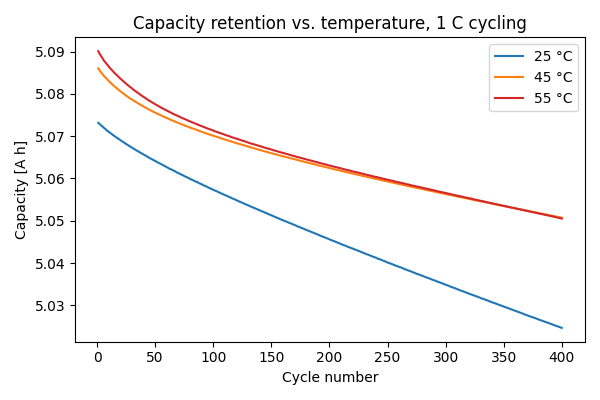 Capacity retention vs. temperature, 1 C cycling
Capacity [A h]
5.09
5.08
5.07
5.06
5.05
5.04
5.03
25 °C
45 °C
55 °C
0 50 100 150 200 250 300 350 400
Cycle number